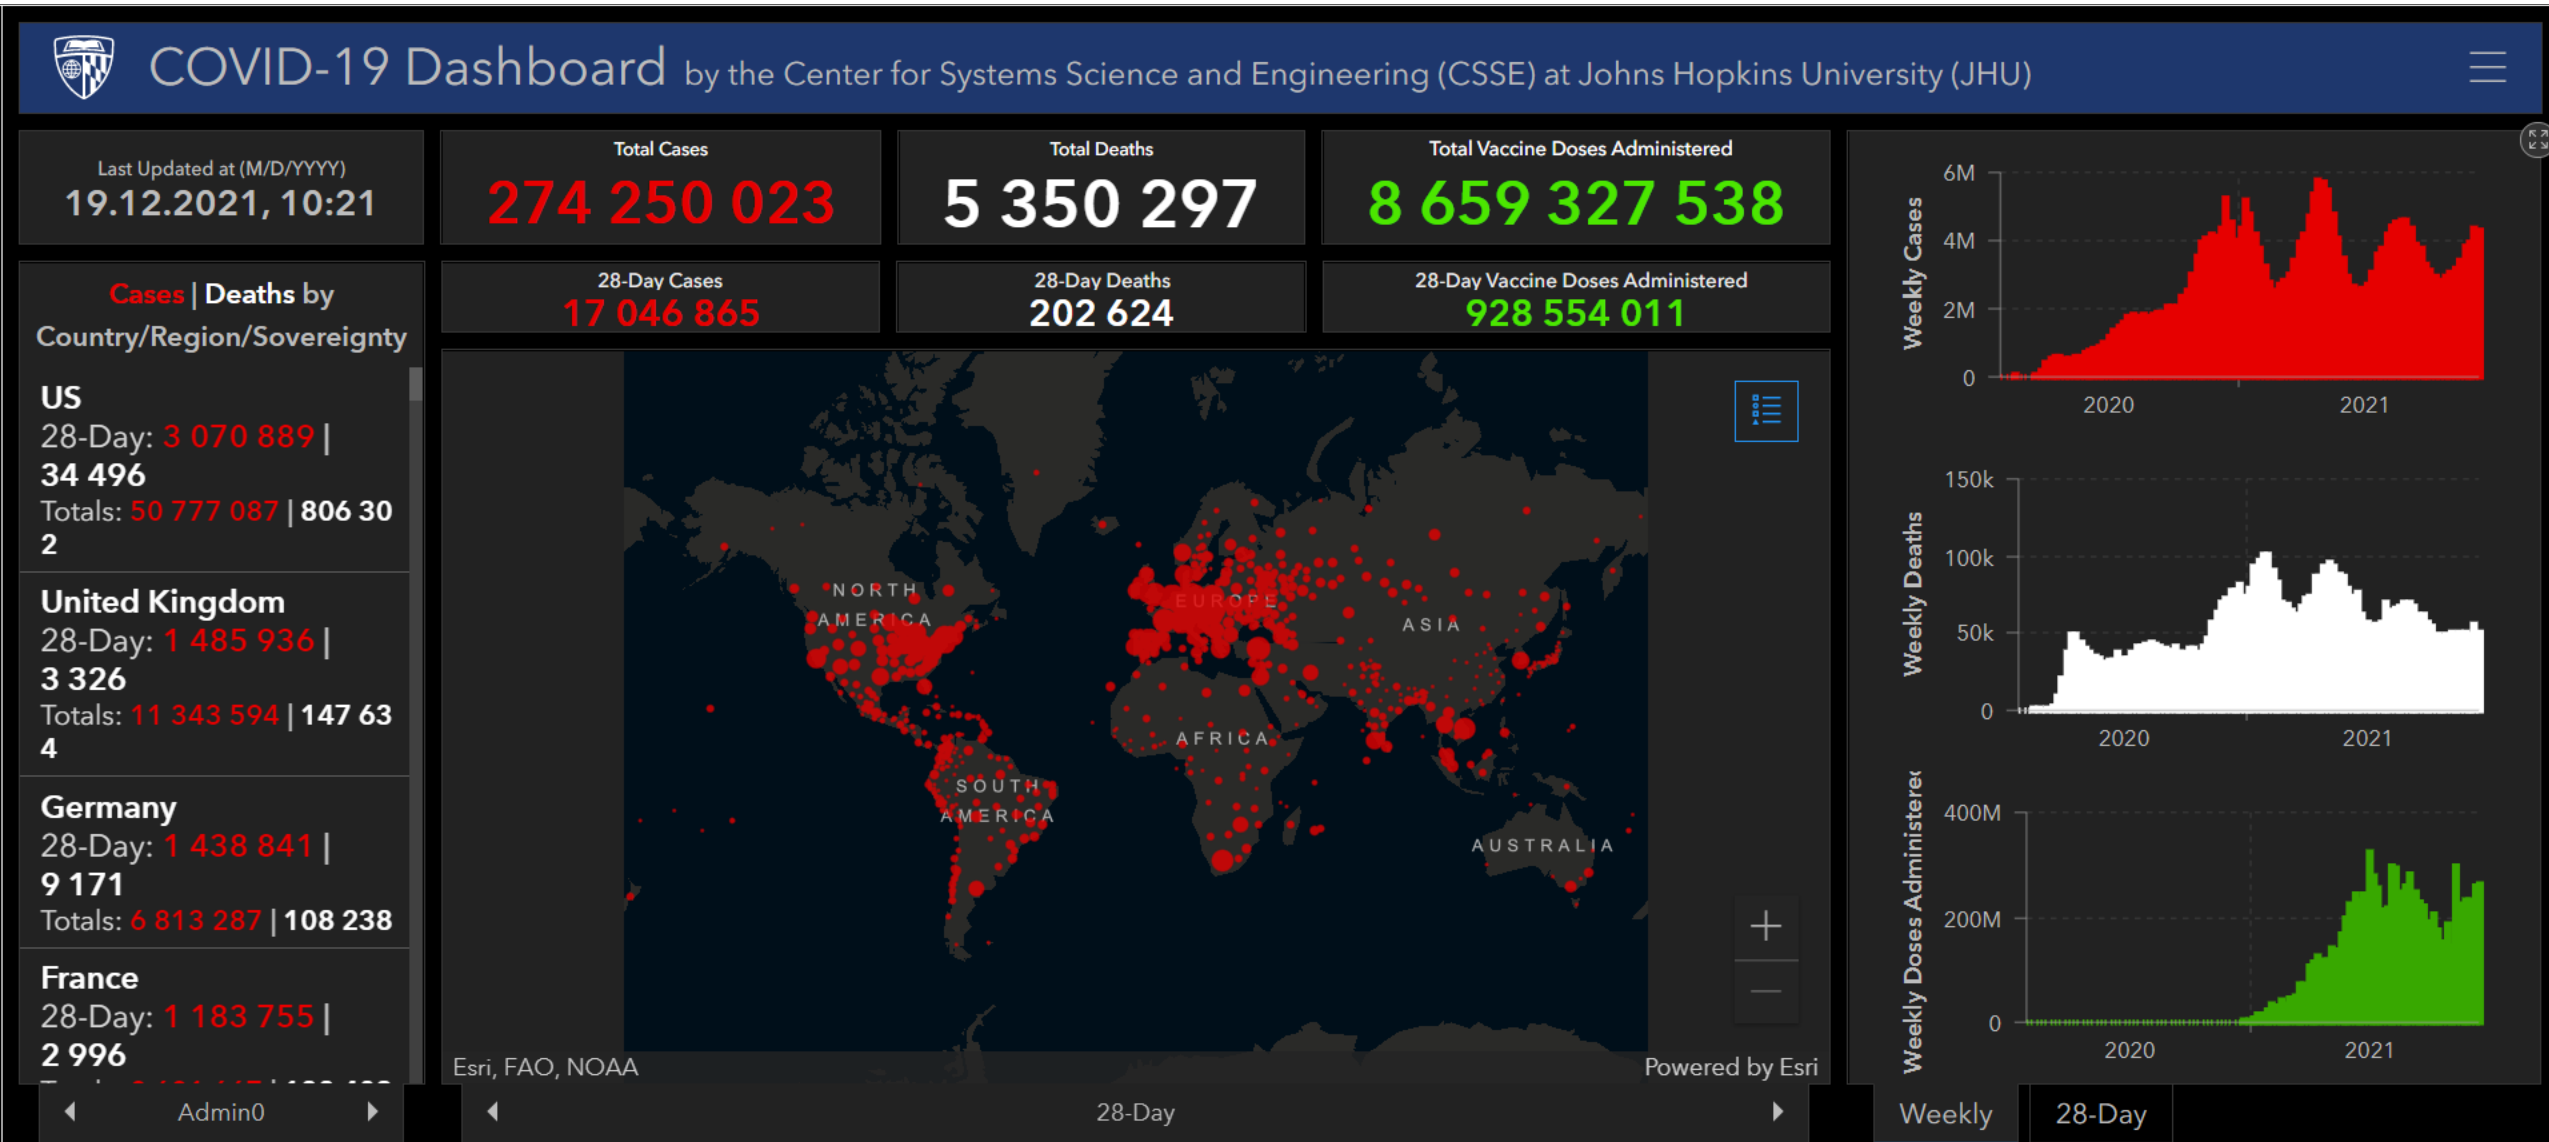 COVID-19 Dashboard by the Center for Systems Science and Engineering (CSSE) at Johns Hopkins University (JHU)
Last Updated at (M/D/YYYY)
19.12.2021, 10:21
Cases | Deaths by
Country/Region/Sovereignty
US
28-Day: 3 070 889 |
34 496
Totals: 50 777 087 | 806 30
2
United Kingdom
28-Day: 1 485 936 |
3 326
Totals: 11 343 594 | 147 63
4
Germany
28-Day: 1 438 841 |
9 171
Totals: 6 813 287 | 108 238
France
28-Day: 1 183 755 |
2 996
Admin0
Total Cases
274 250 023
Total Deaths
5 350 297
Total Vaccine Doses Administered
8 659 327 538
28-Day Cases
17 046 865
28-Day Deaths
202 624
28-Day Vaccine Doses Administered
928 554 011
NORTH
AMERICA
EUROPE
ASIA
AFRICA
SOUTH
AMERICA
AUSTRALIA
Esri, FAO, NOAA
Powered by Esri
28-Day
Weekly Cases
6M
4M
2M
0
2020
2021
Weekly Deaths
150k
100k
50k
0
2020
2021
Weekly Doses Administered
400M
200M
0
2020
2021
Weekly
28-Day